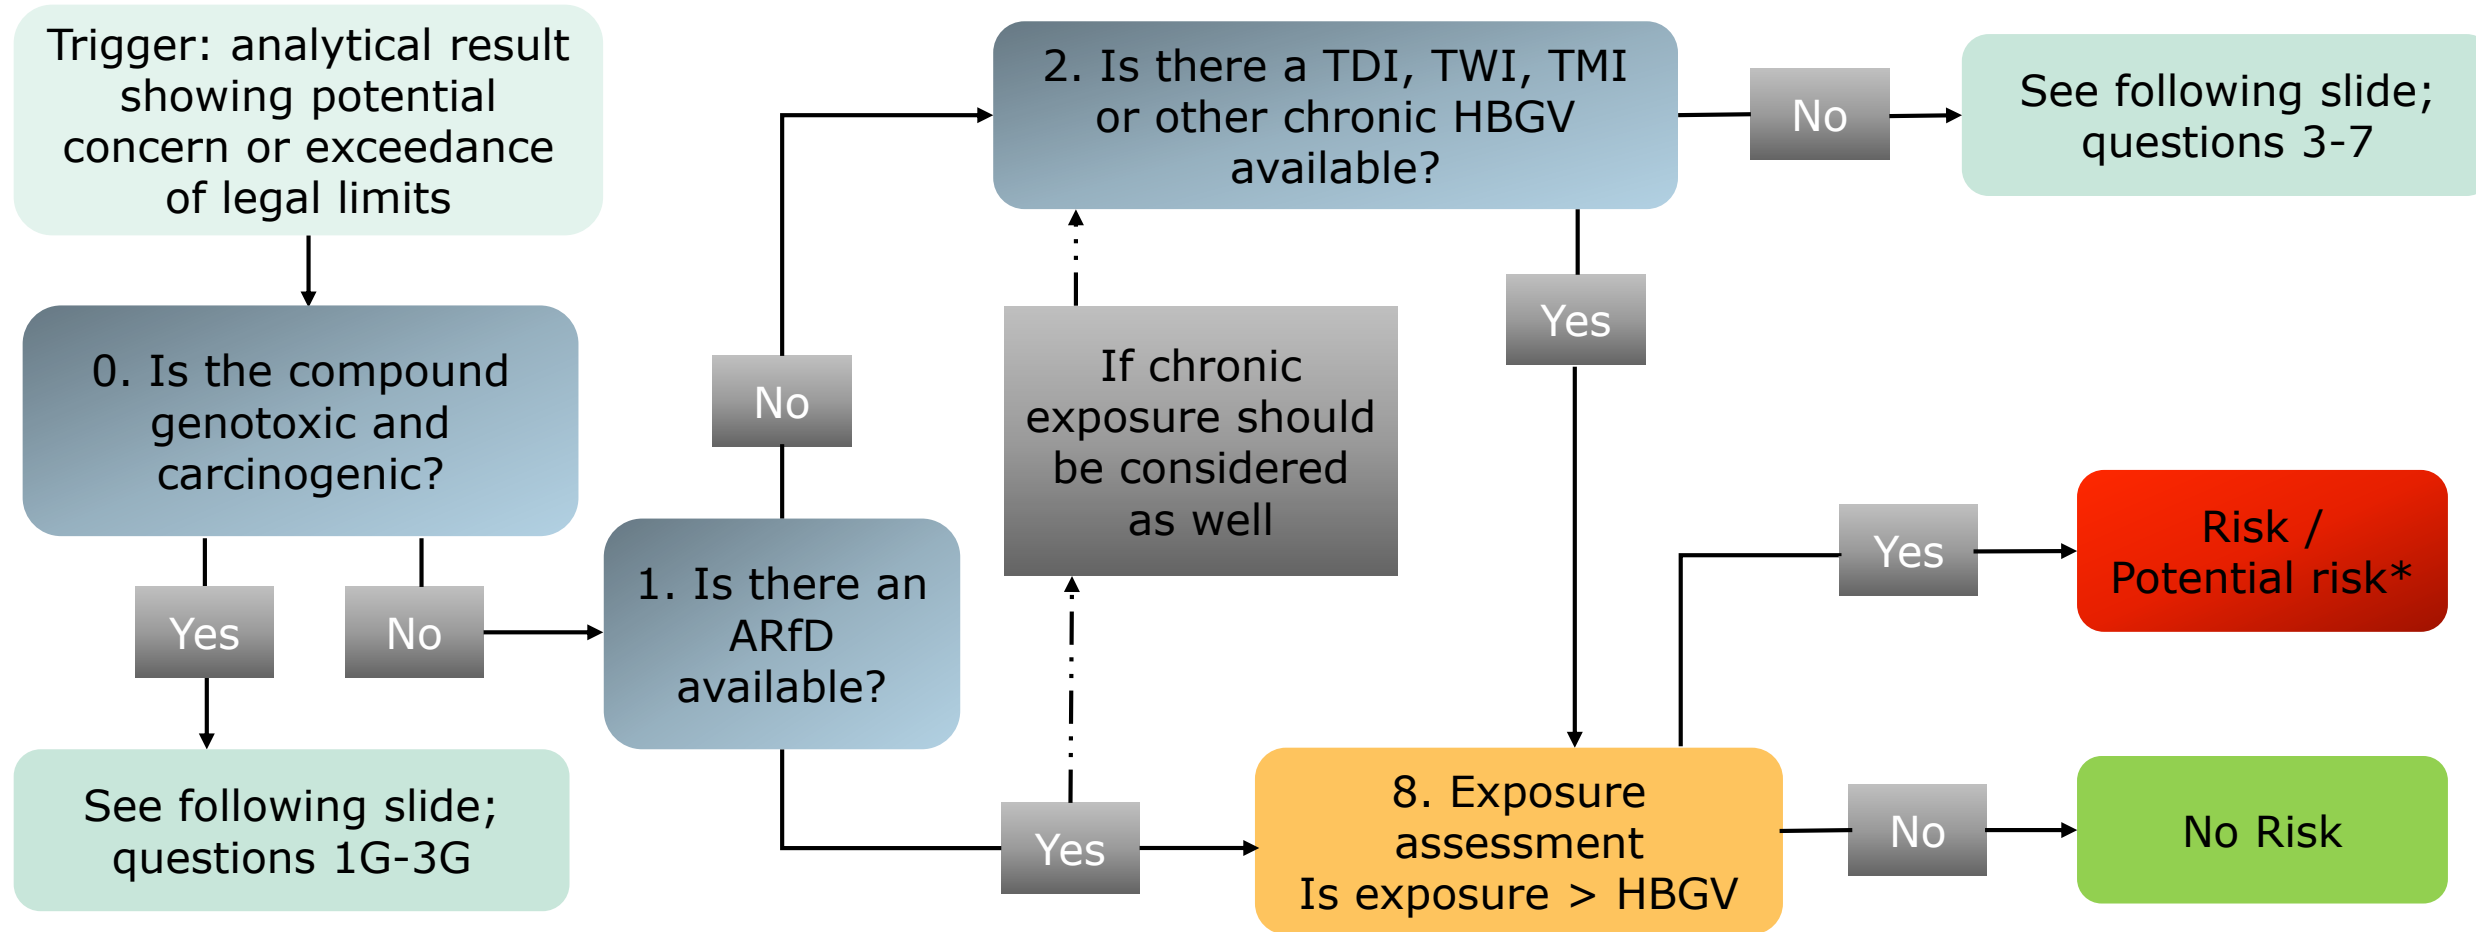 Trigger: analytical result
showing potential
concern or exceedance
of legal limits
0. Is the compound
genotoxic and
carcinogenic?
Yes
No
See following slide;
questions 1G-3G
1. Is there an
ARfD
available?
No
Yes
2. Is there a TDI, TWI, TMI
or other chronic HBGV
available?
No
See following slide;
questions 3-7
Yes
If chronic
exposure should
be considered
as well
8. Exposure
assessment
Is exposure > HBGV
Yes
Risk /
Potential risk*
No
No Risk